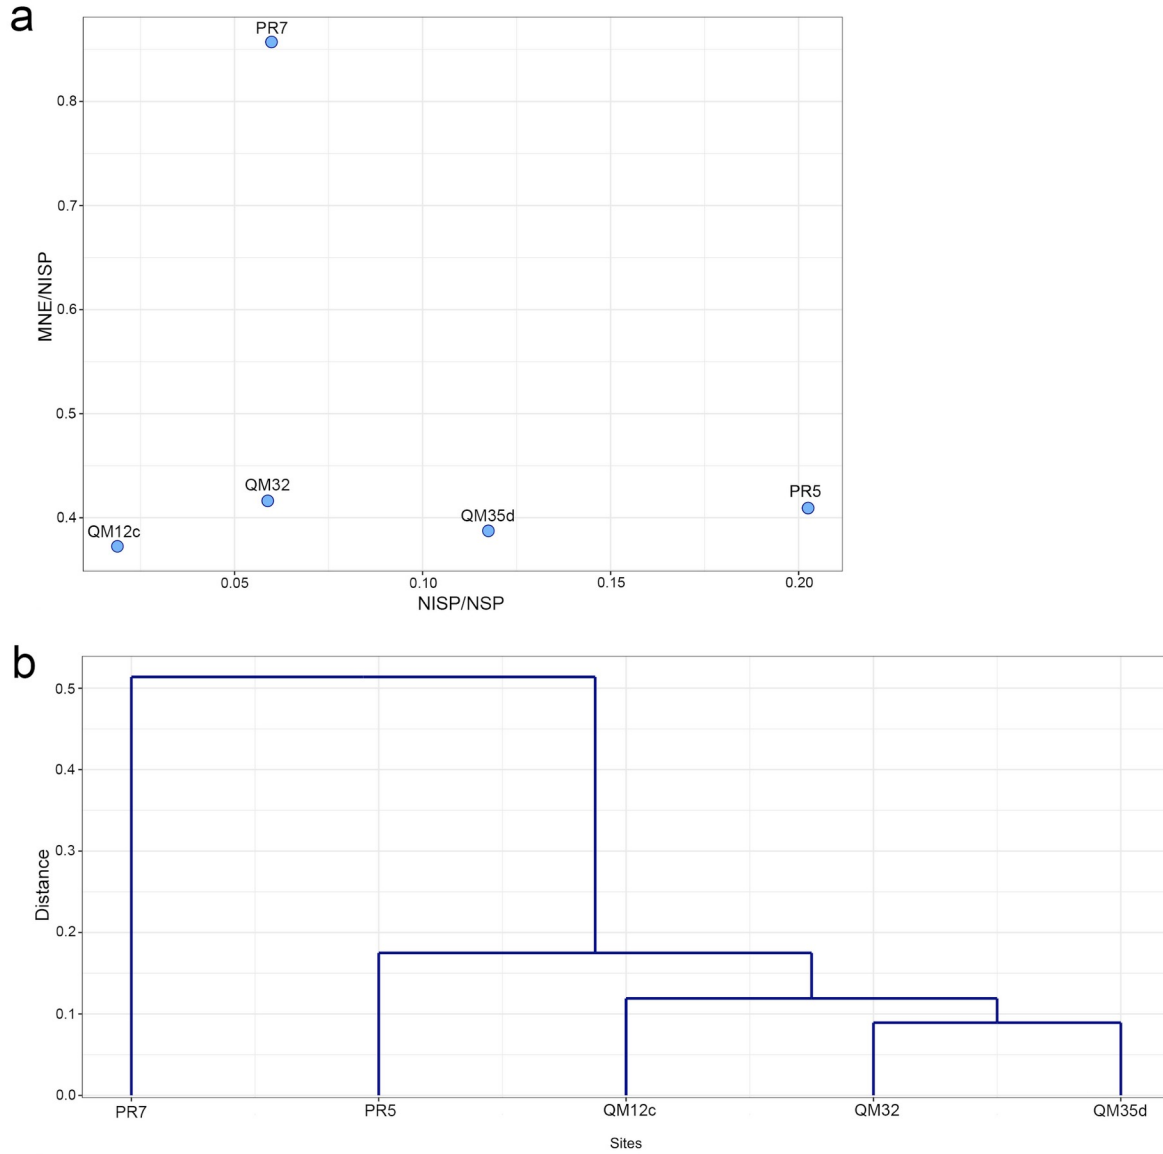 a
PR7
0.8
0.7
MNE/NISP
0.6
0.5
QM32
PR5
QM35d
QM12c
0.4
0.05 0.10 0.15 0.20
NISP/NSP
b
0.5
0.4
0.3
Distance
0.2
0.1
0.0
PR7 PR5 QM12c QM32 QM35d
Sites